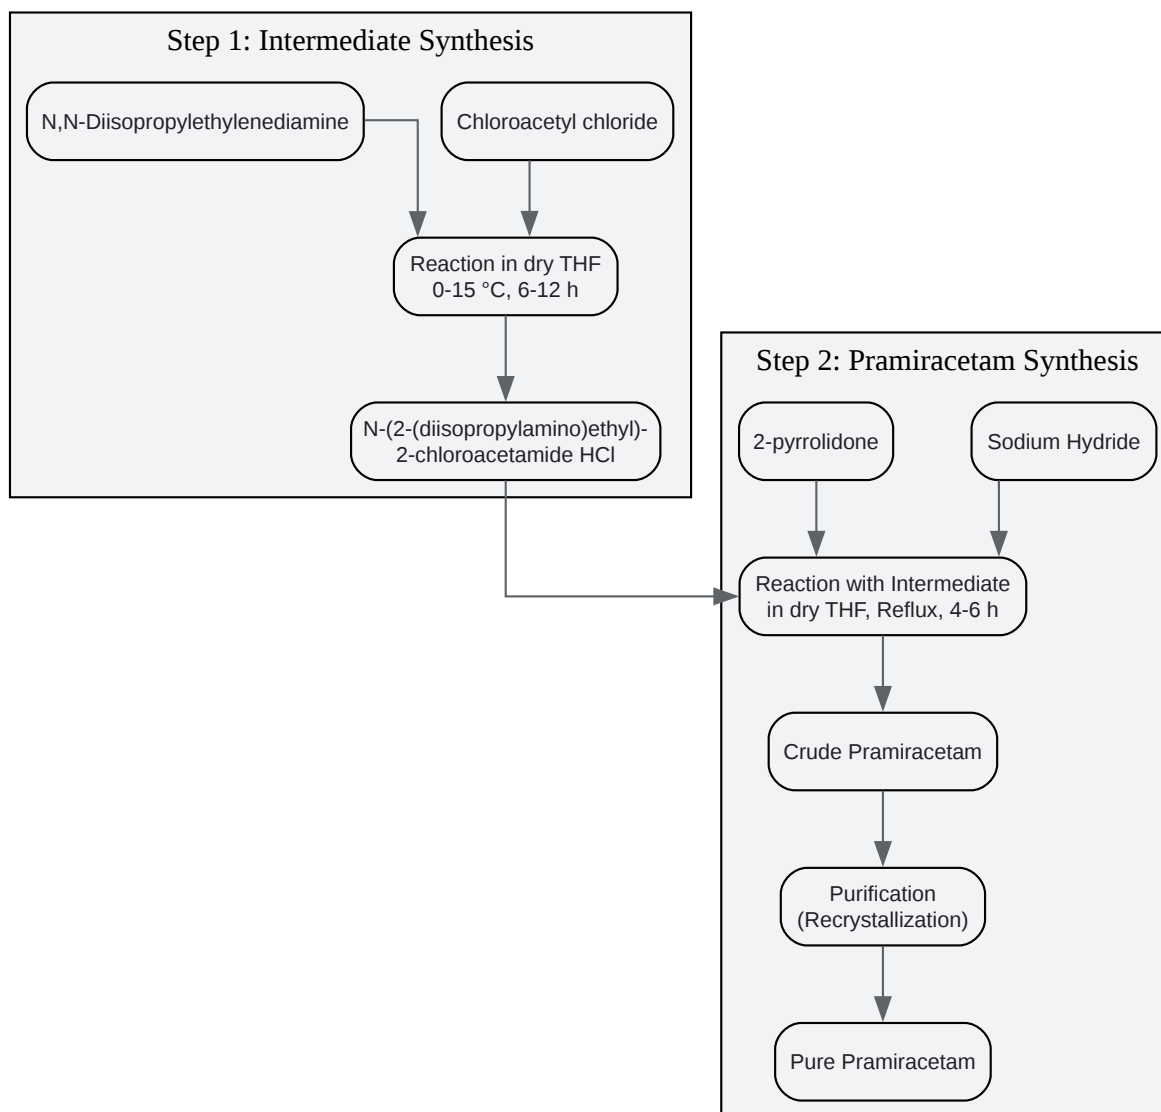 Step 1: Intermediate Synthesis
N,N-Diisopropylethylenediamine
Chloroacetyl chloride
Reaction in dry THF
0-15 °C, 6-12 h
N-(2-(diisopropylamino)ethyl)-
2-chloroacetamide HCl
Step 2: Pramiracetam Synthesis
2-pyrrolidone
Sodium Hydride
Reaction with Intermediate
in dry THF, Reflux, 4-6 h
Crude Pramiracetam
Purification
(Recrystallization)
Pure Pramiracetam